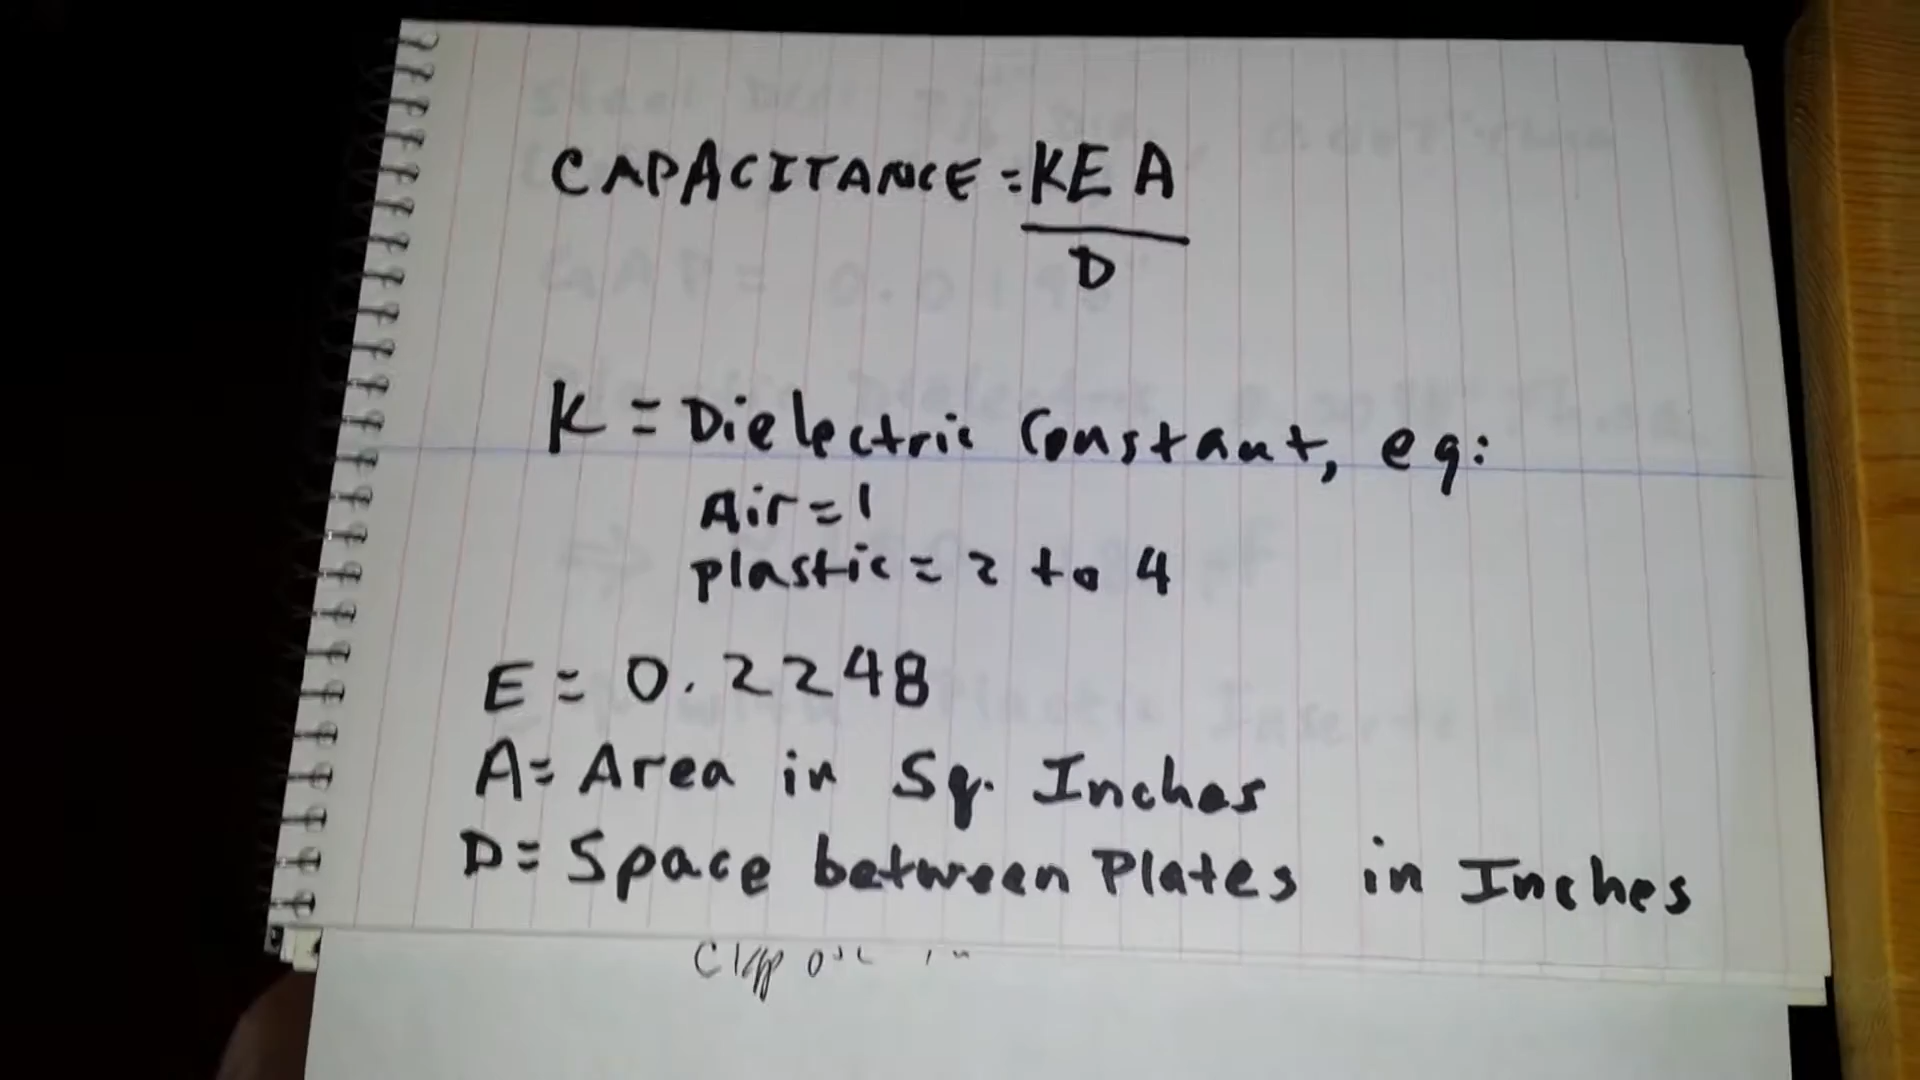 CAPACITANCE = KEA
D
K = Dielectric Constant, eg:
Air = 1
plastic = 2 to 4
E = 0.2248
A = Area in Sq. Inches
D = Space between Plates in Inches